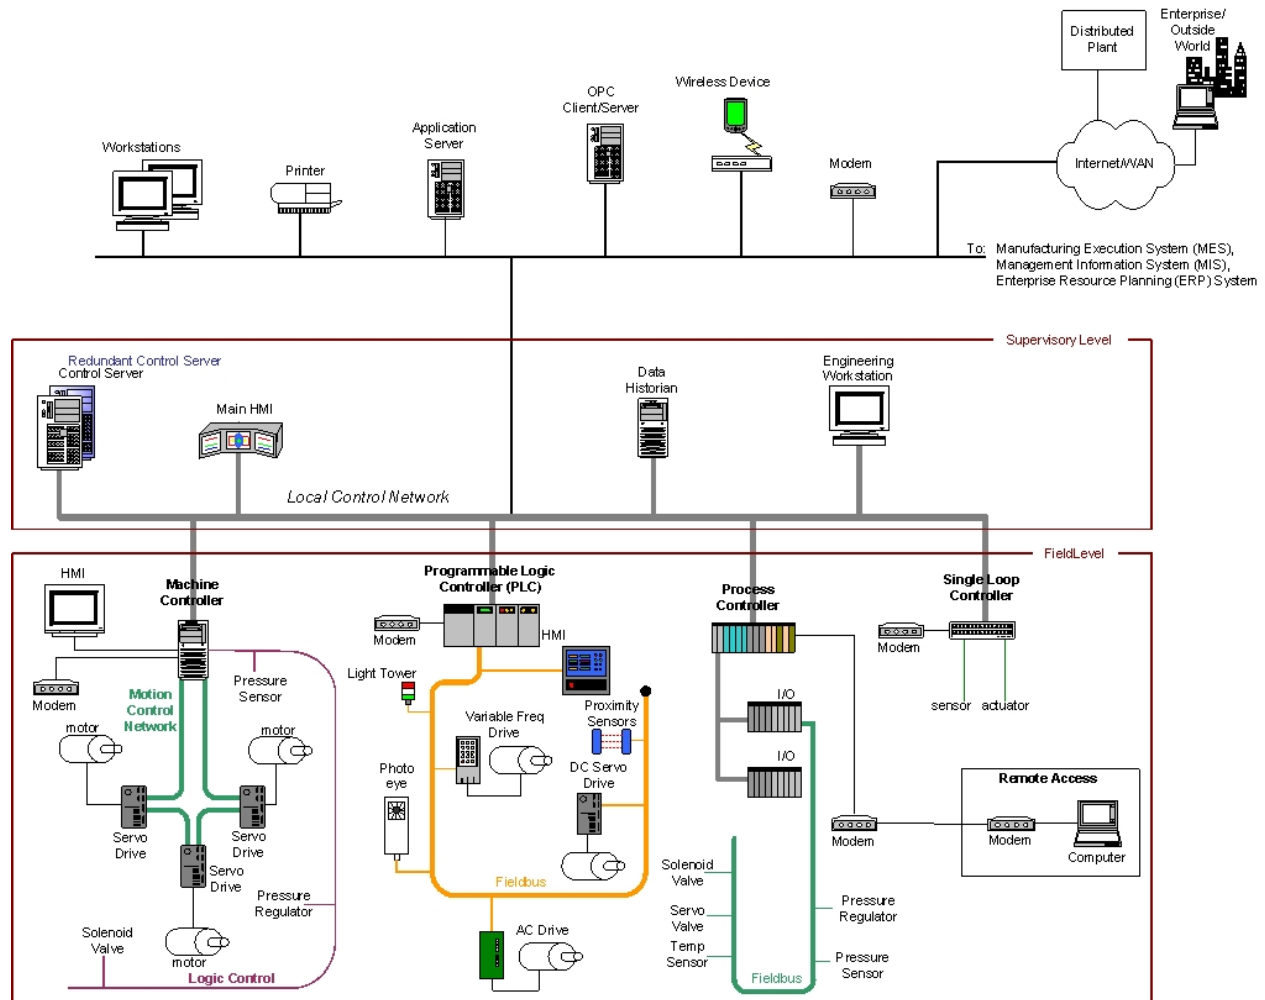 Distributed
Plant
Enterprise/
Outside
World
Internet/WAN
Wireless Device
OPC
Client/Server
Application
Server
Workstations
Printer
Modem
To: Manufacturing Execution System (MES),
Management Information System (MIS),
Enterprise Resource Planning (ERP) System
Supervisory Level
Redundant Control Server
Control Server
Main HMI
Data
Historian
Engineering
Workstation
Local Control Network
FieldLevel
HMI
Machine
Controller
Programmable Logic
Controller (PLC)
Process
Controller
Single Loop
Controller
Modem
HMI
Modem
Modem
Pressure
Sensor
Motion
Control
Network
Light Tower
Proximity
Sensors
I/O
sensor
actuator
motor
motor
Variable Freq
Drive
I/O
Photo
eye
DC Servo
Drive
Remote Access
Servo
Drive
Servo
Drive
Modem
Modem
Computer
Servo
Drive
Fieldbus
Solenoid
Valve
Pressure
Regulator
Pressure
Regulator
Servo
Valve
Solenoid
Valve
motor
AC Drive
Temp
Sensor
Pressure
Sensor
Logic Control
Fieldbus